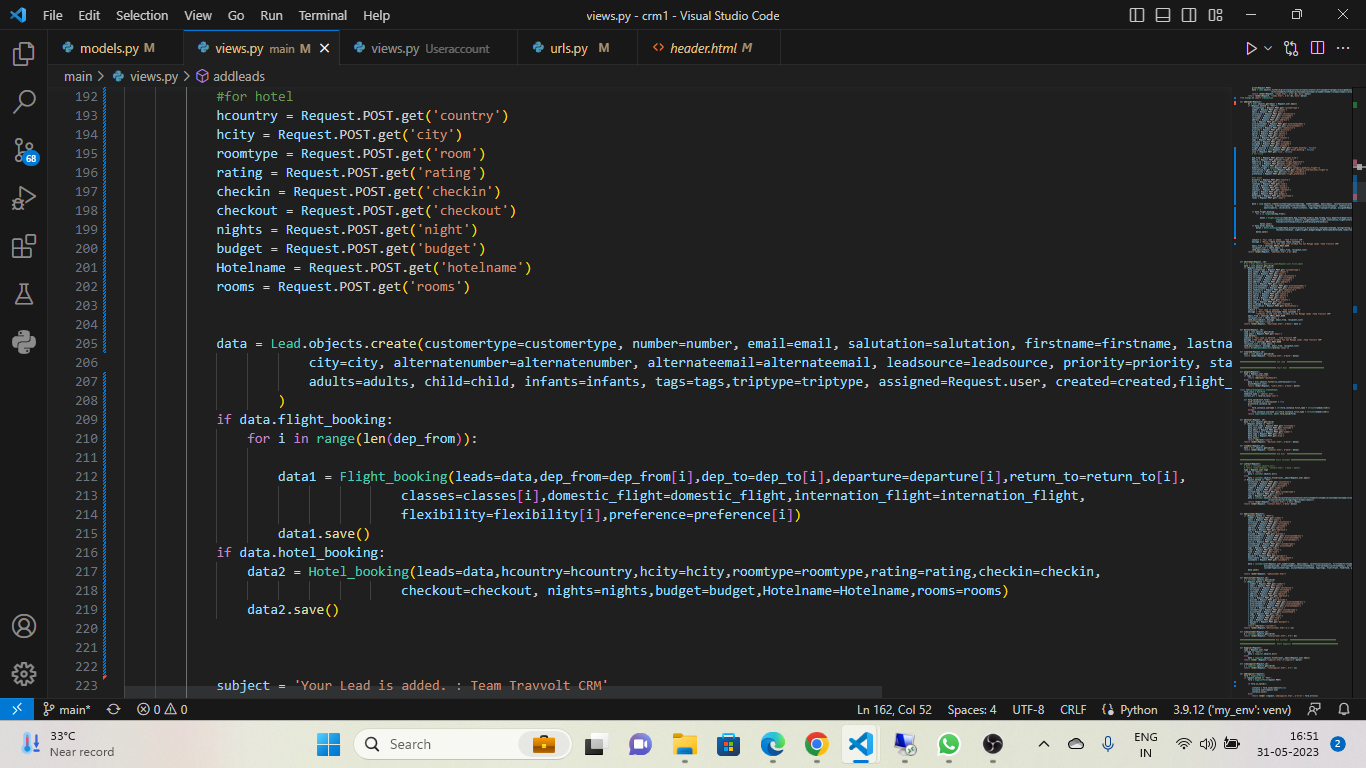 File Edit Selection View Go Run Terminal Help views.py - crm1 - Visual Studio Code
models.py M views.py main M views.py Useraccount urls.py M header.html M
main > views.py > addleads
192 #for hotel
193 hcountry = Request.POST.get('country')
194 hcity = Request.POST.get('city')
195 roomtype = Request.POST.get('room')
196 rating = Request.POST.get('rating')
197 checkin = Request.POST.get('checkin')
198 checkout = Request.POST.get('checkout')
199 nights = Request.POST.get('night')
200 budget = Request.POST.get('budget')
201 Hotelname = Request.POST.get('hotelname')
202 rooms = Request.POST.get('rooms')
203
204
205 data = Lead.objects.create(customertype=customertype, number=number, email=email, salutation=salutation, firstname=firstname, lastna
206 city=city, alternatenumber=alternatenumber, alternateemail=alternateemail, leadsource=leadsource, priority=priority, sta
207 adults=adults, child=child, infants=infants, tags=tags,triptype=triptype, assigned=Request.user, created=created,flight_
208 )
209 if data.flight_booking:
210 for i in range(len(dep_from)):
211
212 data1 = Flight_booking(leads=data,dep_from=dep_from[i],dep_to=dep_to[i],departure=departure[i],return_to=return_to[i],
213 classes=classes[i],domestic_flight=domestic_flight,internation_flight=internation_flight,
214 flexibility=flexibility[i],preference=preference[i])
215 data1.save()
216 if data.hotel_booking:
217 data2 = Hotel_booking(leads=data,hcountry=hcountry,hcity=hcity,roomtype=roomtype,rating=rating,checkin=checkin,
218 checkout=checkout, nights=nights,budget=budget,Hotelname=Hotelname,rooms=rooms)
219 data2.save()
220
221
222
223 subject = 'Your Lead is added. : Team Travvolt CRM'
68
main* 0 0 Ln 162, Col 52 Spaces: 4 UTF-8 CRLF Python 3.9.12 ('my_env': venv)
33°C
Near record
Search
ENG
IN
16:51
31-05-2023
2